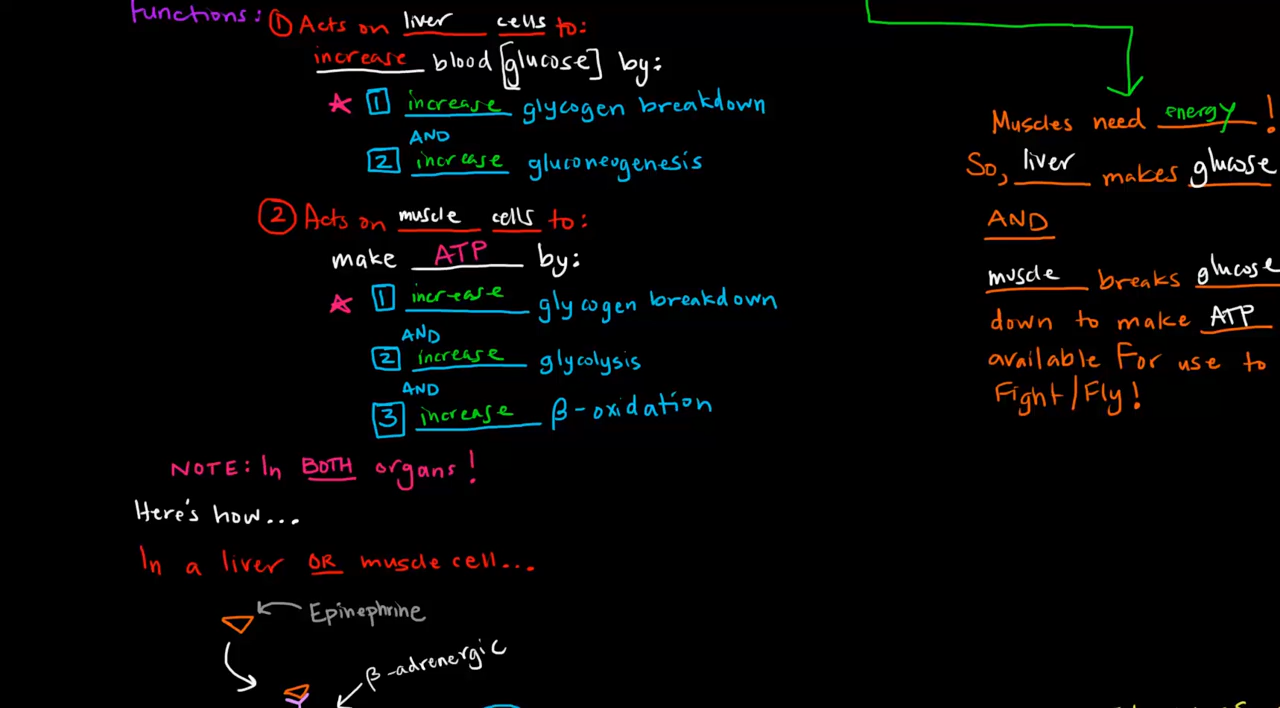 Functions: ① Acts on liver cells to:
increase blood [glucose] by:
☆ 1 increase glycogen breakdown
AND
2 increase gluconeogenesis
② Acts on muscle cells to:
make ATP by:
☆ 1 increase glycogen breakdown
AND
2 increase glycolysis
AND
3 increase β-oxidation
NOTE: In BOTH organs!
Here's how...
In a liver OR muscle cell...
Epinephrine
β-adrenergic
Muscles need energy!
So, liver makes glucose
AND
muscle breaks glucose
down to make ATP
available For use to
Fight/Fly!